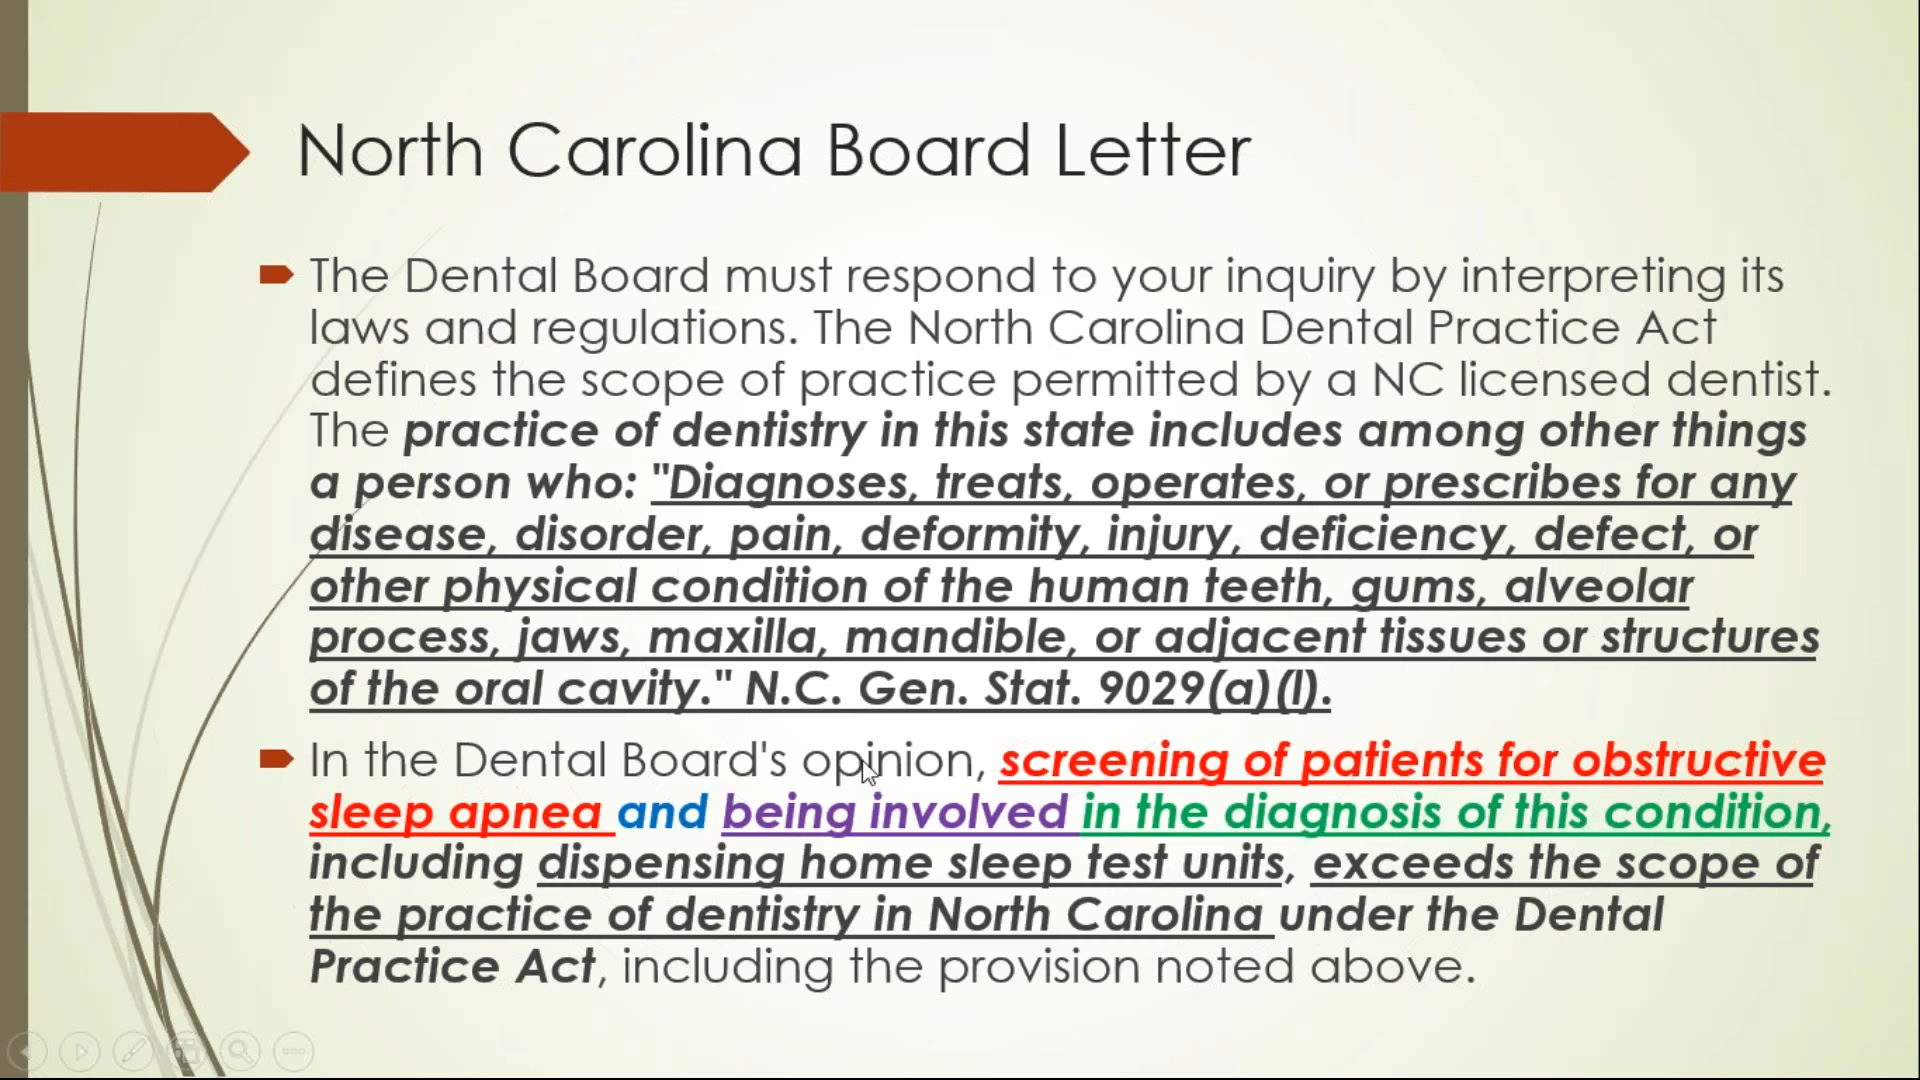 North Carolina Board Letter
The Dental Board must respond to your inquiry by interpreting its
laws and regulations. The North Carolina Dental Practice Act
defines the scope of practice permitted by a NC licensed dentist.
The practice of dentistry in this state includes among other things
a person who: "Diagnoses, treats, operates, or prescribes for any
disease, disorder, pain, deformity, injury, deficiency, defect, or
other physical condition of the human teeth, gums, alveolar
process, jaws, maxilla, mandible, or adjacent tissues or structures
of the oral cavity." N.C. Gen. Stat. 9029(a)(l).
In the Dental Board's opinion, screening of patients for obstructive
sleep apnea and being involved in the diagnosis of this condition,
including dispensing home sleep test units, exceeds the scope of
the practice of dentistry in North Carolina under the Dental
Practice Act, including the provision noted above.